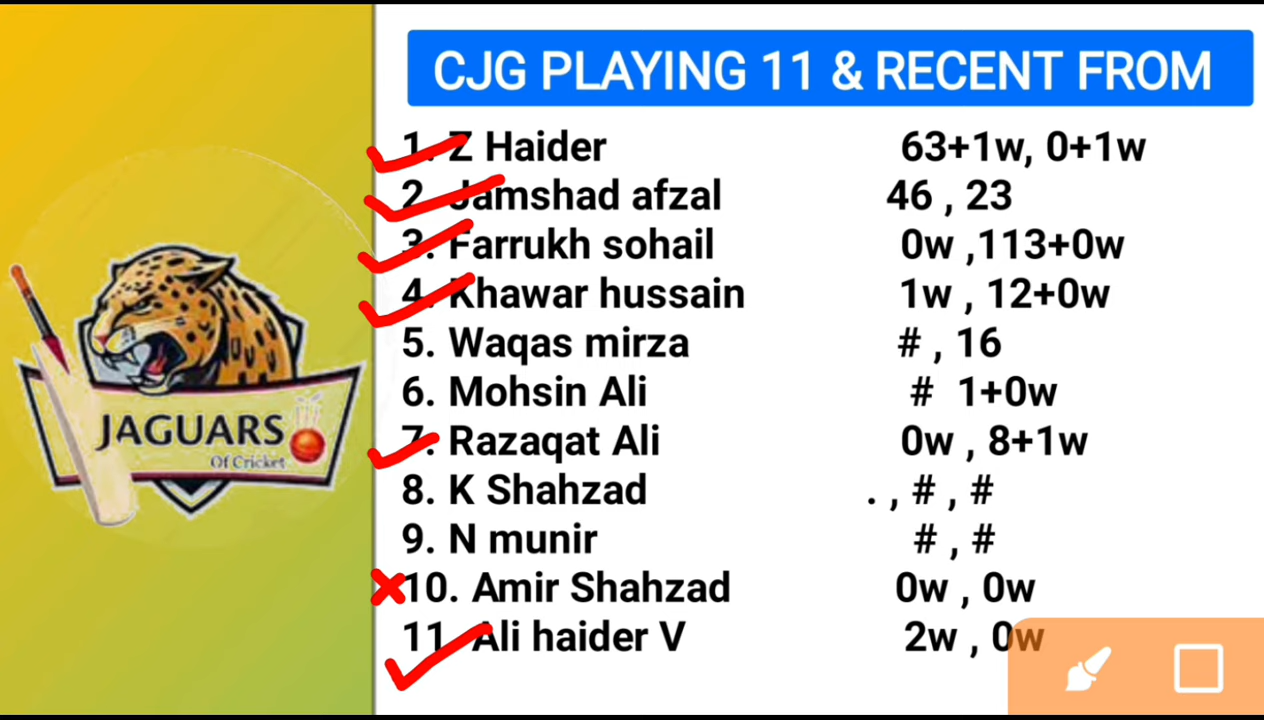 CJG PLAYING 11 & RECENT FROM
1. Z Haider 63+1w, 0+1w
2. Jamshad afzal 46 , 23
3. Farrukh sohail 0w ,113+0w
4. Khawar hussain 1w , 12+0w
5. Waqas mirza # , 16
6. Mohsin Ali # 1+0w
7. Razaqat Ali 0w , 8+1w
8. K Shahzad . , # , #
9. N munir # , #
10. Amir Shahzad 0w , 0w
11. Ali haider V 2w , 0w
JAGUARS
Of Cricket